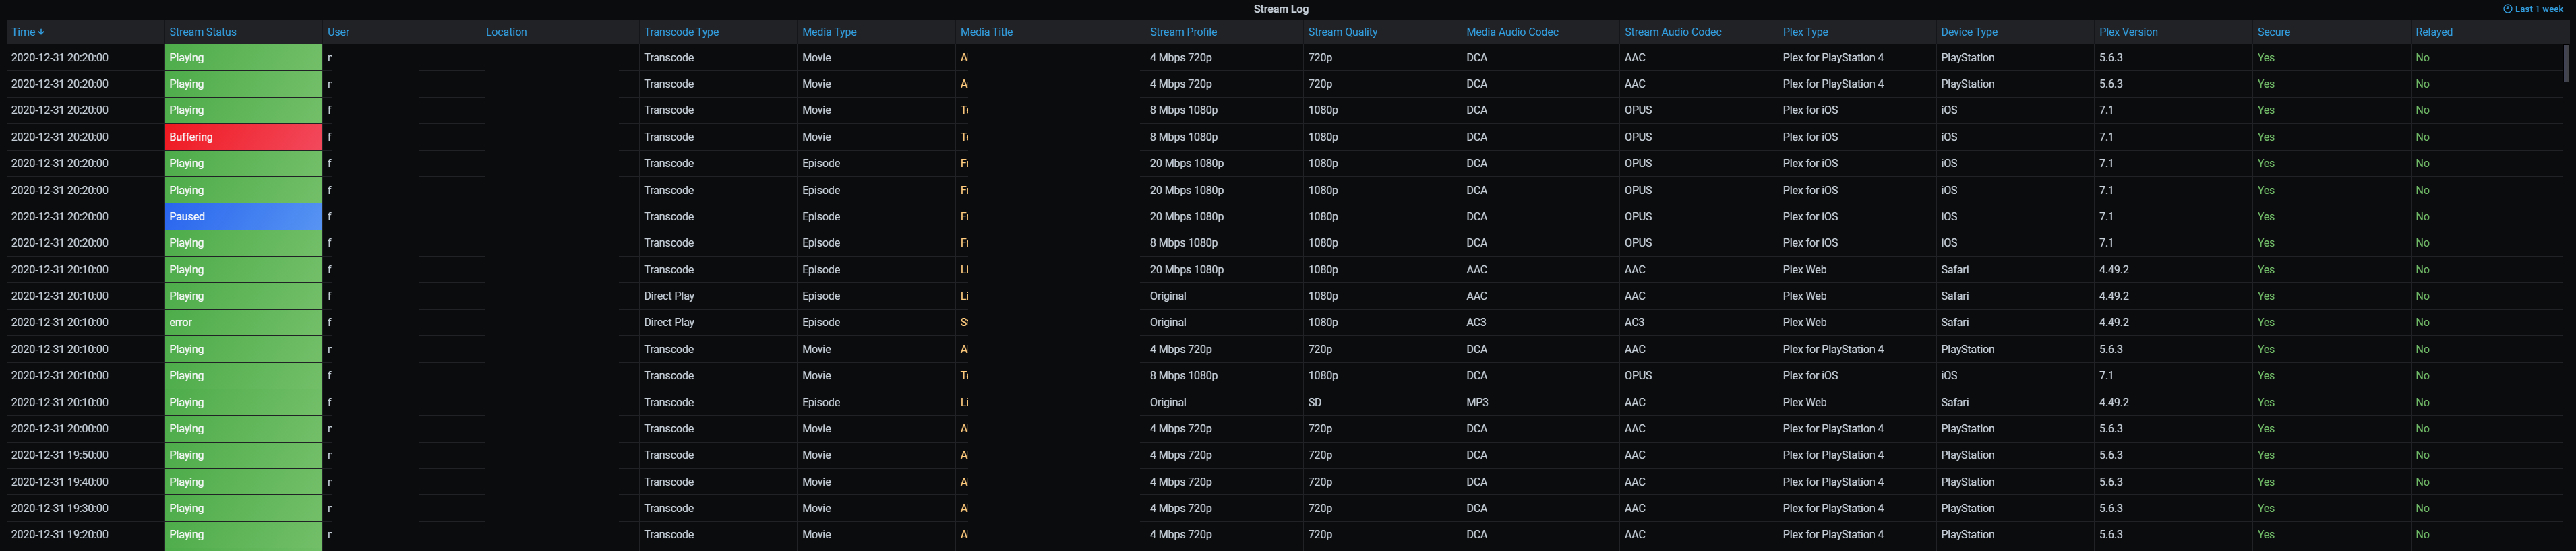 Stream Log
Last 1 week
Time Stream Status User Location Transcode Type Media Type Media Title Stream Profile Stream Quality Media Audio Codec Stream Audio Codec Plex Type Device Type Plex Version Secure Relayed
2020-12-31 20:20:00 Playing r Transcode Movie A 4 Mbps 720p 720p DCA AAC Plex for PlayStation 4 PlayStation 5.6.3 Yes No
2020-12-31 20:20:00 Playing r Transcode Movie A 4 Mbps 720p 720p DCA AAC Plex for PlayStation 4 PlayStation 5.6.3 Yes No
2020-12-31 20:20:00 Playing f Transcode Movie T 8 Mbps 1080p 1080p DCA OPUS Plex for iOS iOS 7.1 Yes No
2020-12-31 20:20:00 Buffering f Transcode Movie T 8 Mbps 1080p 1080p DCA OPUS Plex for iOS iOS 7.1 Yes No
2020-12-31 20:20:00 Playing f Transcode Episode F 20 Mbps 1080p 1080p DCA OPUS Plex for iOS iOS 7.1 Yes No
2020-12-31 20:20:00 Playing f Transcode Episode F 20 Mbps 1080p 1080p DCA OPUS Plex for iOS iOS 7.1 Yes No
2020-12-31 20:20:00 Paused f Transcode Episode F 20 Mbps 1080p 1080p DCA OPUS Plex for iOS iOS 7.1 Yes No
2020-12-31 20:20:00 Playing f Transcode Episode F 8 Mbps 1080p 1080p DCA OPUS Plex for iOS iOS 7.1 Yes No
2020-12-31 20:10:00 Playing f Transcode Episode Li 20 Mbps 1080p 1080p AAC AAC Plex Web Safari 4.49.2 Yes No
2020-12-31 20:10:00 Playing f Direct Play Episode Li Original 1080p AAC AAC Plex Web Safari 4.49.2 Yes No
2020-12-31 20:10:00 error f Direct Play Episode S Original 1080p AC3 AC3 Plex Web Safari 4.49.2 Yes No
2020-12-31 20:10:00 Playing r Transcode Movie A 4 Mbps 720p 720p DCA AAC Plex for PlayStation 4 PlayStation 5.6.3 Yes No
2020-12-31 20:10:00 Playing f Transcode Movie T 8 Mbps 1080p 1080p DCA OPUS Plex for iOS iOS 7.1 Yes No
2020-12-31 20:10:00 Playing f Transcode Episode Li Original SD MP3 AAC Plex Web Safari 4.49.2 Yes No
2020-12-31 20:00:00 Playing r Transcode Movie A 4 Mbps 720p 720p DCA AAC Plex for PlayStation 4 PlayStation 5.6.3 Yes No
2020-12-31 19:50:00 Playing r Transcode Movie A 4 Mbps 720p 720p DCA AAC Plex for PlayStation 4 PlayStation 5.6.3 Yes No
2020-12-31 19:40:00 Playing r Transcode Movie A 4 Mbps 720p 720p DCA AAC Plex for PlayStation 4 PlayStation 5.6.3 Yes No
2020-12-31 19:30:00 Playing r Transcode Movie A 4 Mbps 720p 720p DCA AAC Plex for PlayStation 4 PlayStation 5.6.3 Yes No
2020-12-31 19:20:00 Playing r Transcode Movie A 4 Mbps 720p 720p DCA AAC Plex for PlayStation 4 PlayStation 5.6.3 Yes No